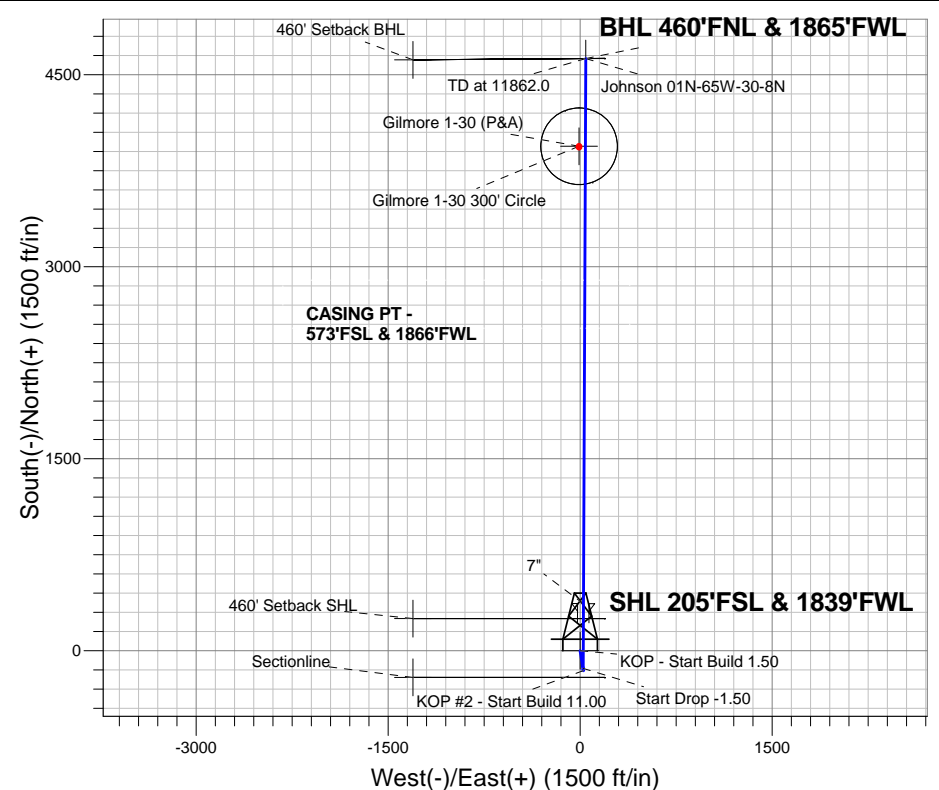 460' Setback BHL
BHL 460'FNL & 1865'FWL
4500
TD at 11862.0
Johnson 01N-65W-30-8N
Gilmore 1-30 (P&A)
Gilmore 1-30 300' Circle
3000
CASING PT -
573'FSL & 1866'FWL
South(-)/North(+) (1500 ft/in)
1500
7"
460' Setback SHL
SHL 205'FSL & 1839'FWL
0
Sectionline
KOP - Start Build 1.50
KOP #2 - Start Build 11.00
Start Drop -1.50
-3000
-1500
0
1500
West(-)/East(+) (1500 ft/in)